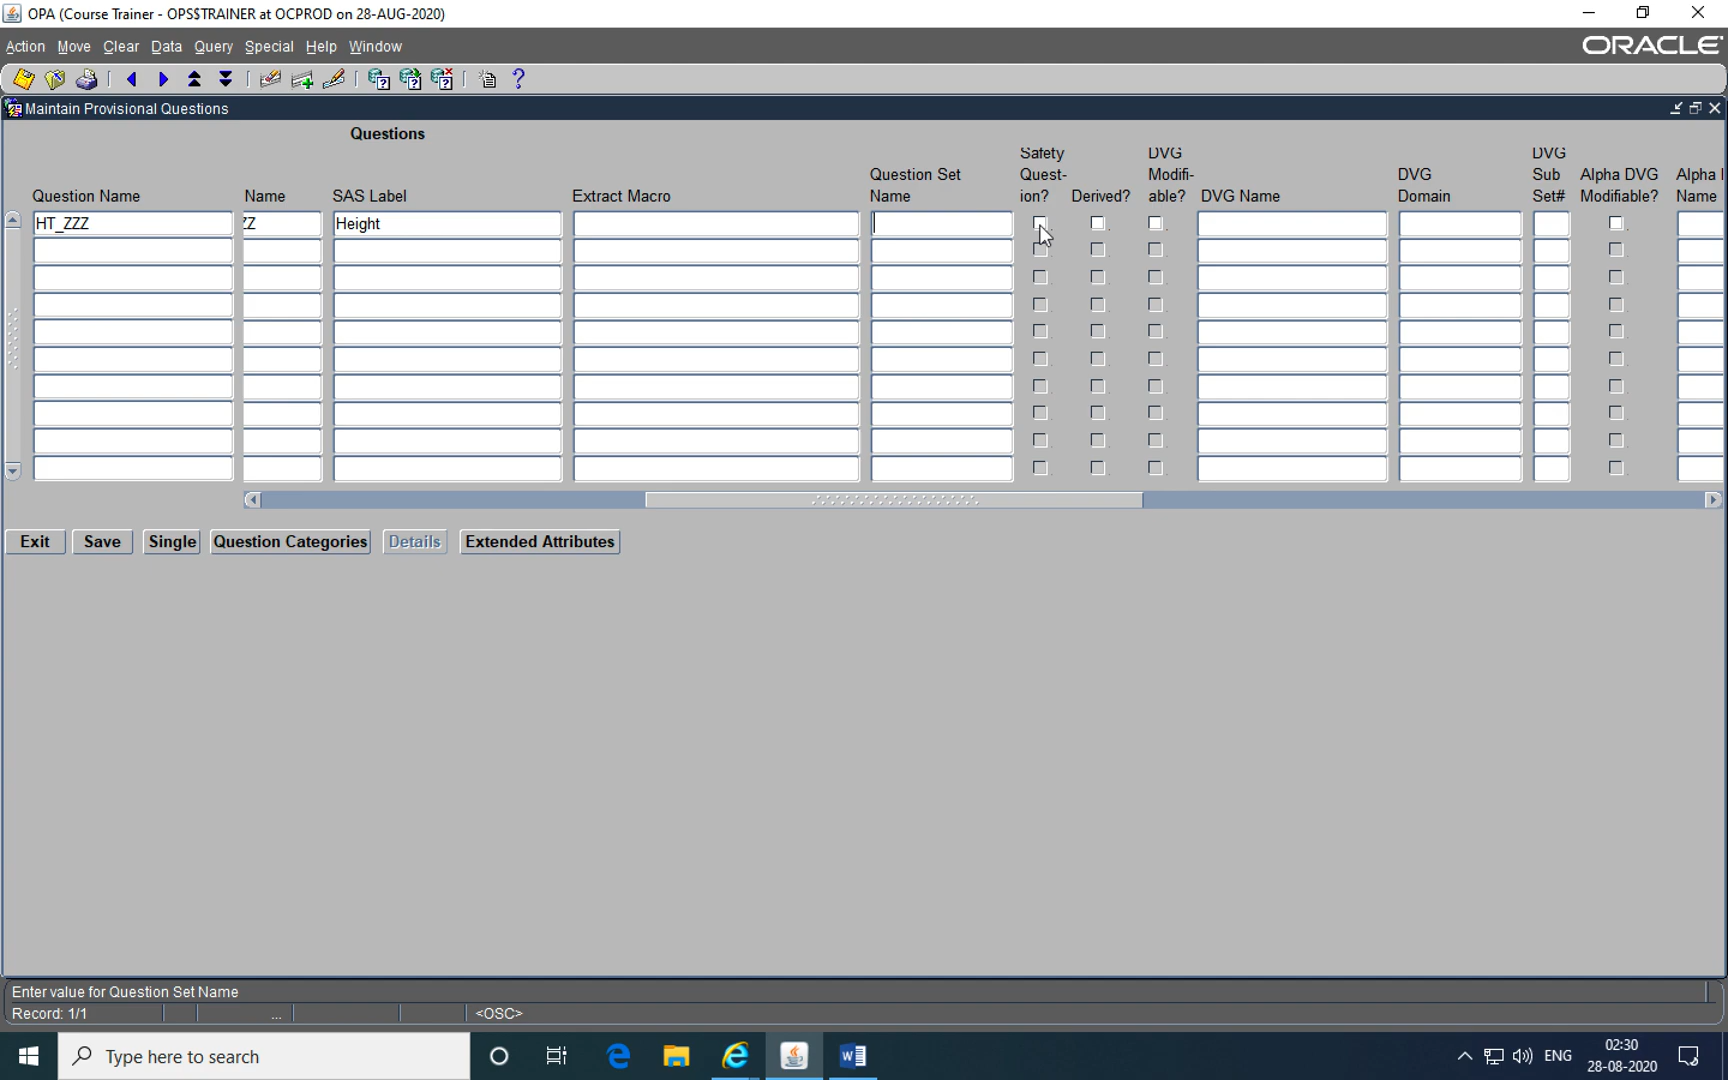 OPA (Course Trainer - OPS$TRAINER at OCPROD on 28-AUG-2020)
Action Move Clear Data Query Special Help Window
ORACLE
Maintain Provisional Questions
Questions
Question Name
Name
SAS Label
Extract Macro
Question Set
Name
Safety
Quest-
ion?
Derived?
DVG
Modifi-
able?
DVG Name
DVG
Domain
DVG
Sub
Set#
Alpha DVG
Modifiable?
Alpha
Name
HT_ZZZ
ZZ
Height
Exit Save Single Question Categories Details Extended Attributes
Enter value for Question Set Name
Record: 1/1 ... <OSC>
Type here to search
ENG
02:30
28-08-2020